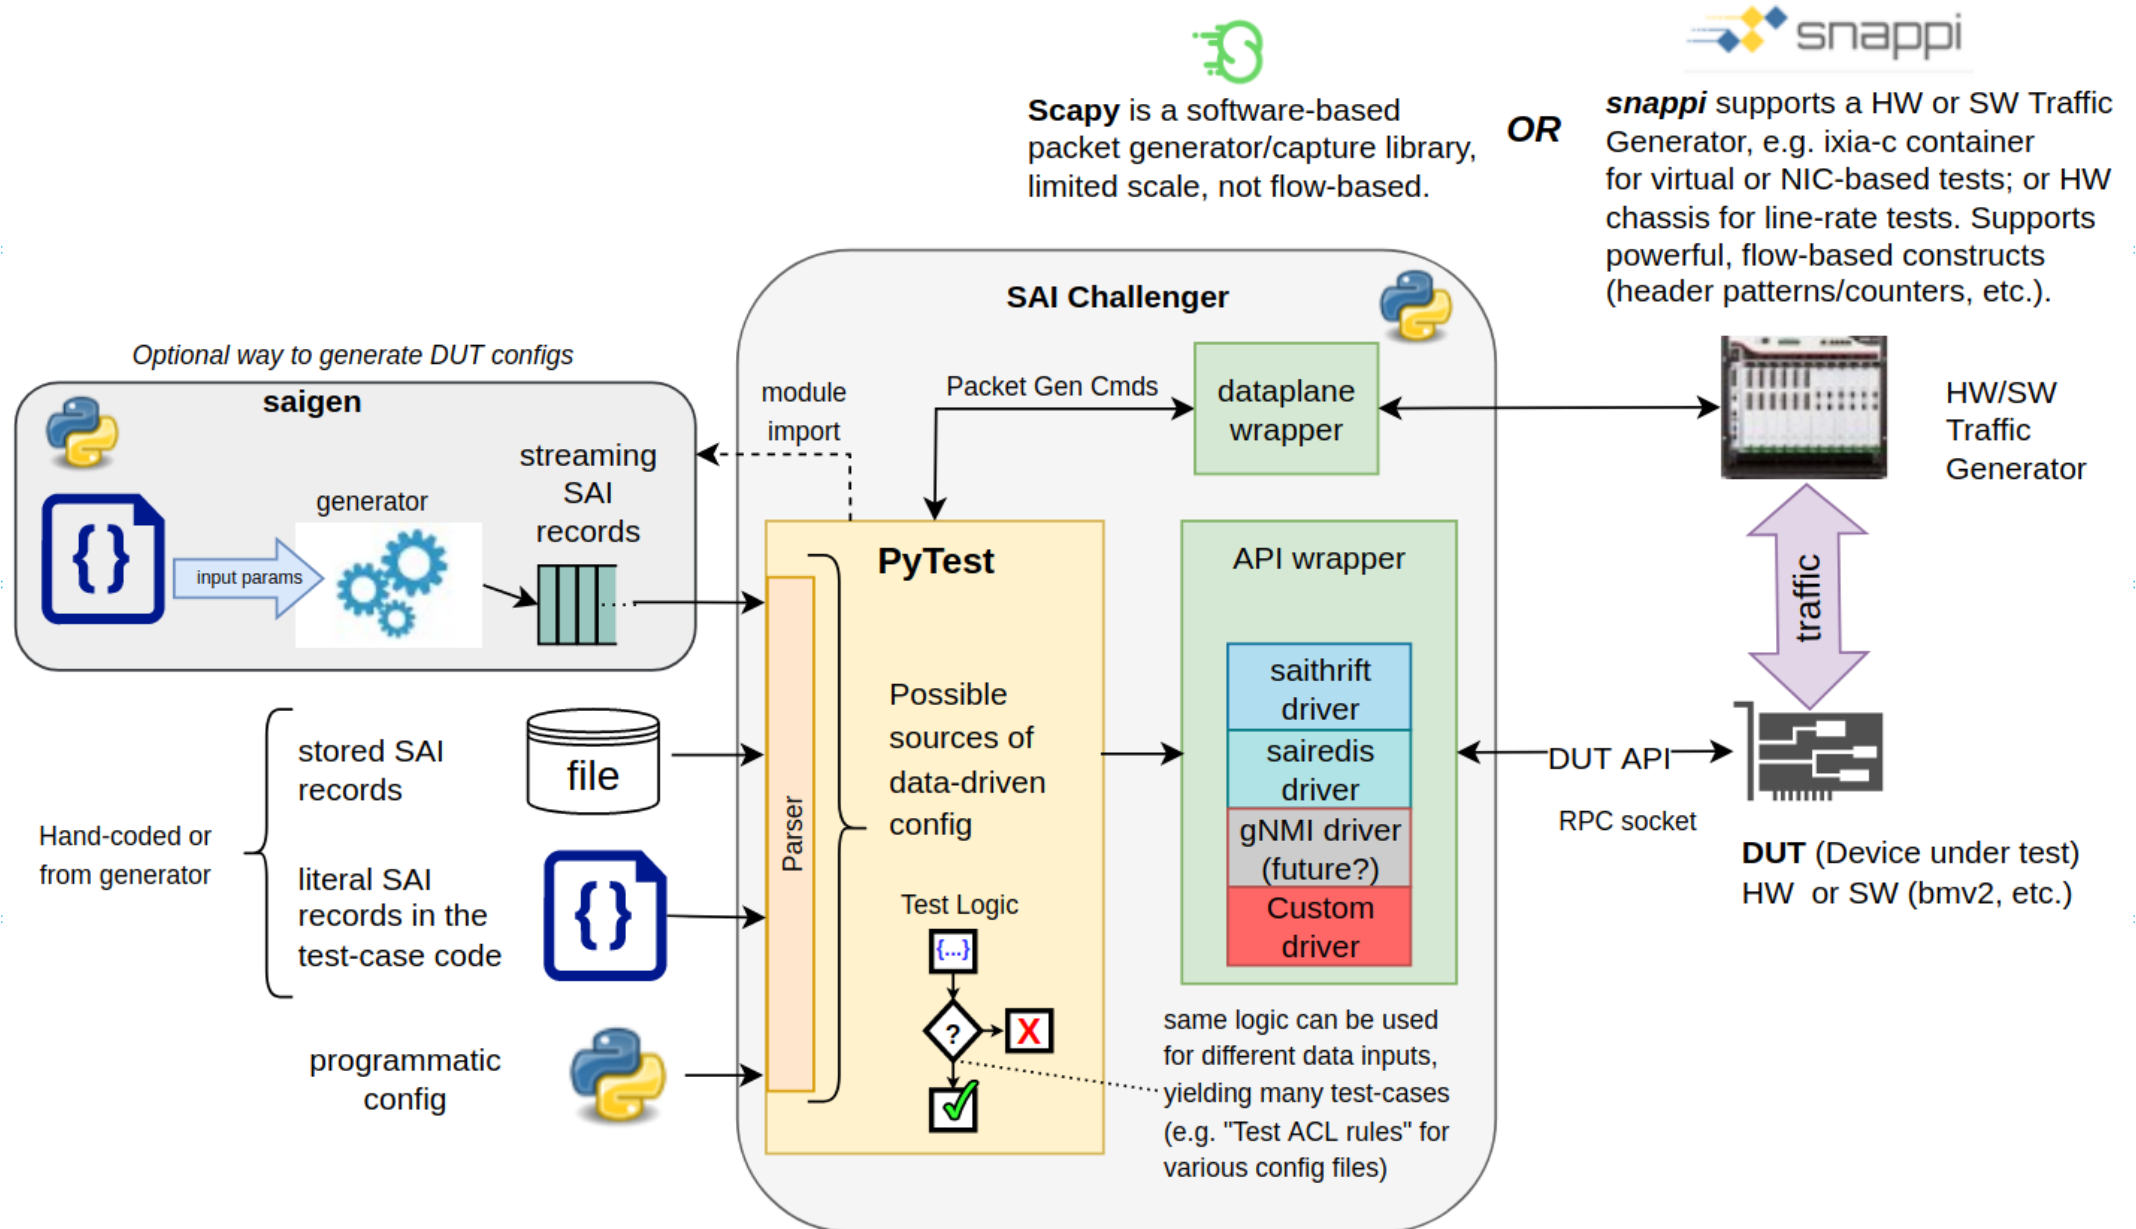 snappi
Scapy is a software-based
packet generator/capture library,
limited scale, not flow-based.
OR
snappi supports a HW or SW Traffic
Generator, e.g. ixia-c container
for virtual or NIC-based tests; or HW
chassis for line-rate tests. Supports
powerful, flow-based constructs
(header patterns/counters, etc.).
SAI Challenger
Optional way to generate DUT configs
saigen
module
import
Packet Gen Cmds
dataplane
wrapper
HW/SW
Traffic
Generator
streaming
SAI
records
generator
{}
input params
PyTest
API wrapper
traffic
Possible
sources of
data-driven
config
Parser
saithrift
driver
sairedis
driver
gNMI driver
(future?)
Custom
driver
DUT API
RPC socket
DUT (Device under test)
HW or SW (bmv2, etc.)
stored SAI
records
file
Hand-coded or
from generator
literal SAI
records in the
test-case code
{}
programmatic
config
Test Logic
{...}
?
X
same logic can be used
for different data inputs,
yielding many test-cases
(e.g. "Test ACL rules" for
various config files)